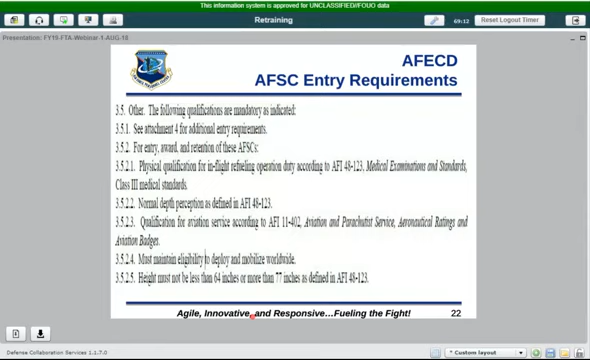 This information system is approved for UNCLASSIFIED//FOUO data
Retraining
69:12
Reset Logout Timer
Presentation: FY19-FTA-Webinar-1-AUG-18
AFECD
AFSC Entry Requirements
3.5. Other. The following qualifications are mandatory as indicated:
3.5.1. See attachment 4 for additional entry requirements.
3.5.2. For entry, award, and retention of these AFSCs:
3.5.2.1. Physical qualification for in-flight refueling operation duty according to AFI 48-123, Medical Examinations and Standards,
Class III medical standards.
3.5.2.2. Normal depth perception as defined in AFI 48-123.
3.5.2.3. Qualification for aviation service according to AFI 11-402, Aviation and Parachutist Service, Aeronautical Ratings and
Aviation Badges.
3.5.2.4. Must maintain eligibility to deploy and mobilize worldwide.
3.5.2.5. Height must not be less than 64 inches or more than 77 inches as defined in AFI 48-123.
Agile, Innovative, and Responsive…Fueling the Fight!
22
Defense Collaboration Services 1.1.7.0
Custom layout